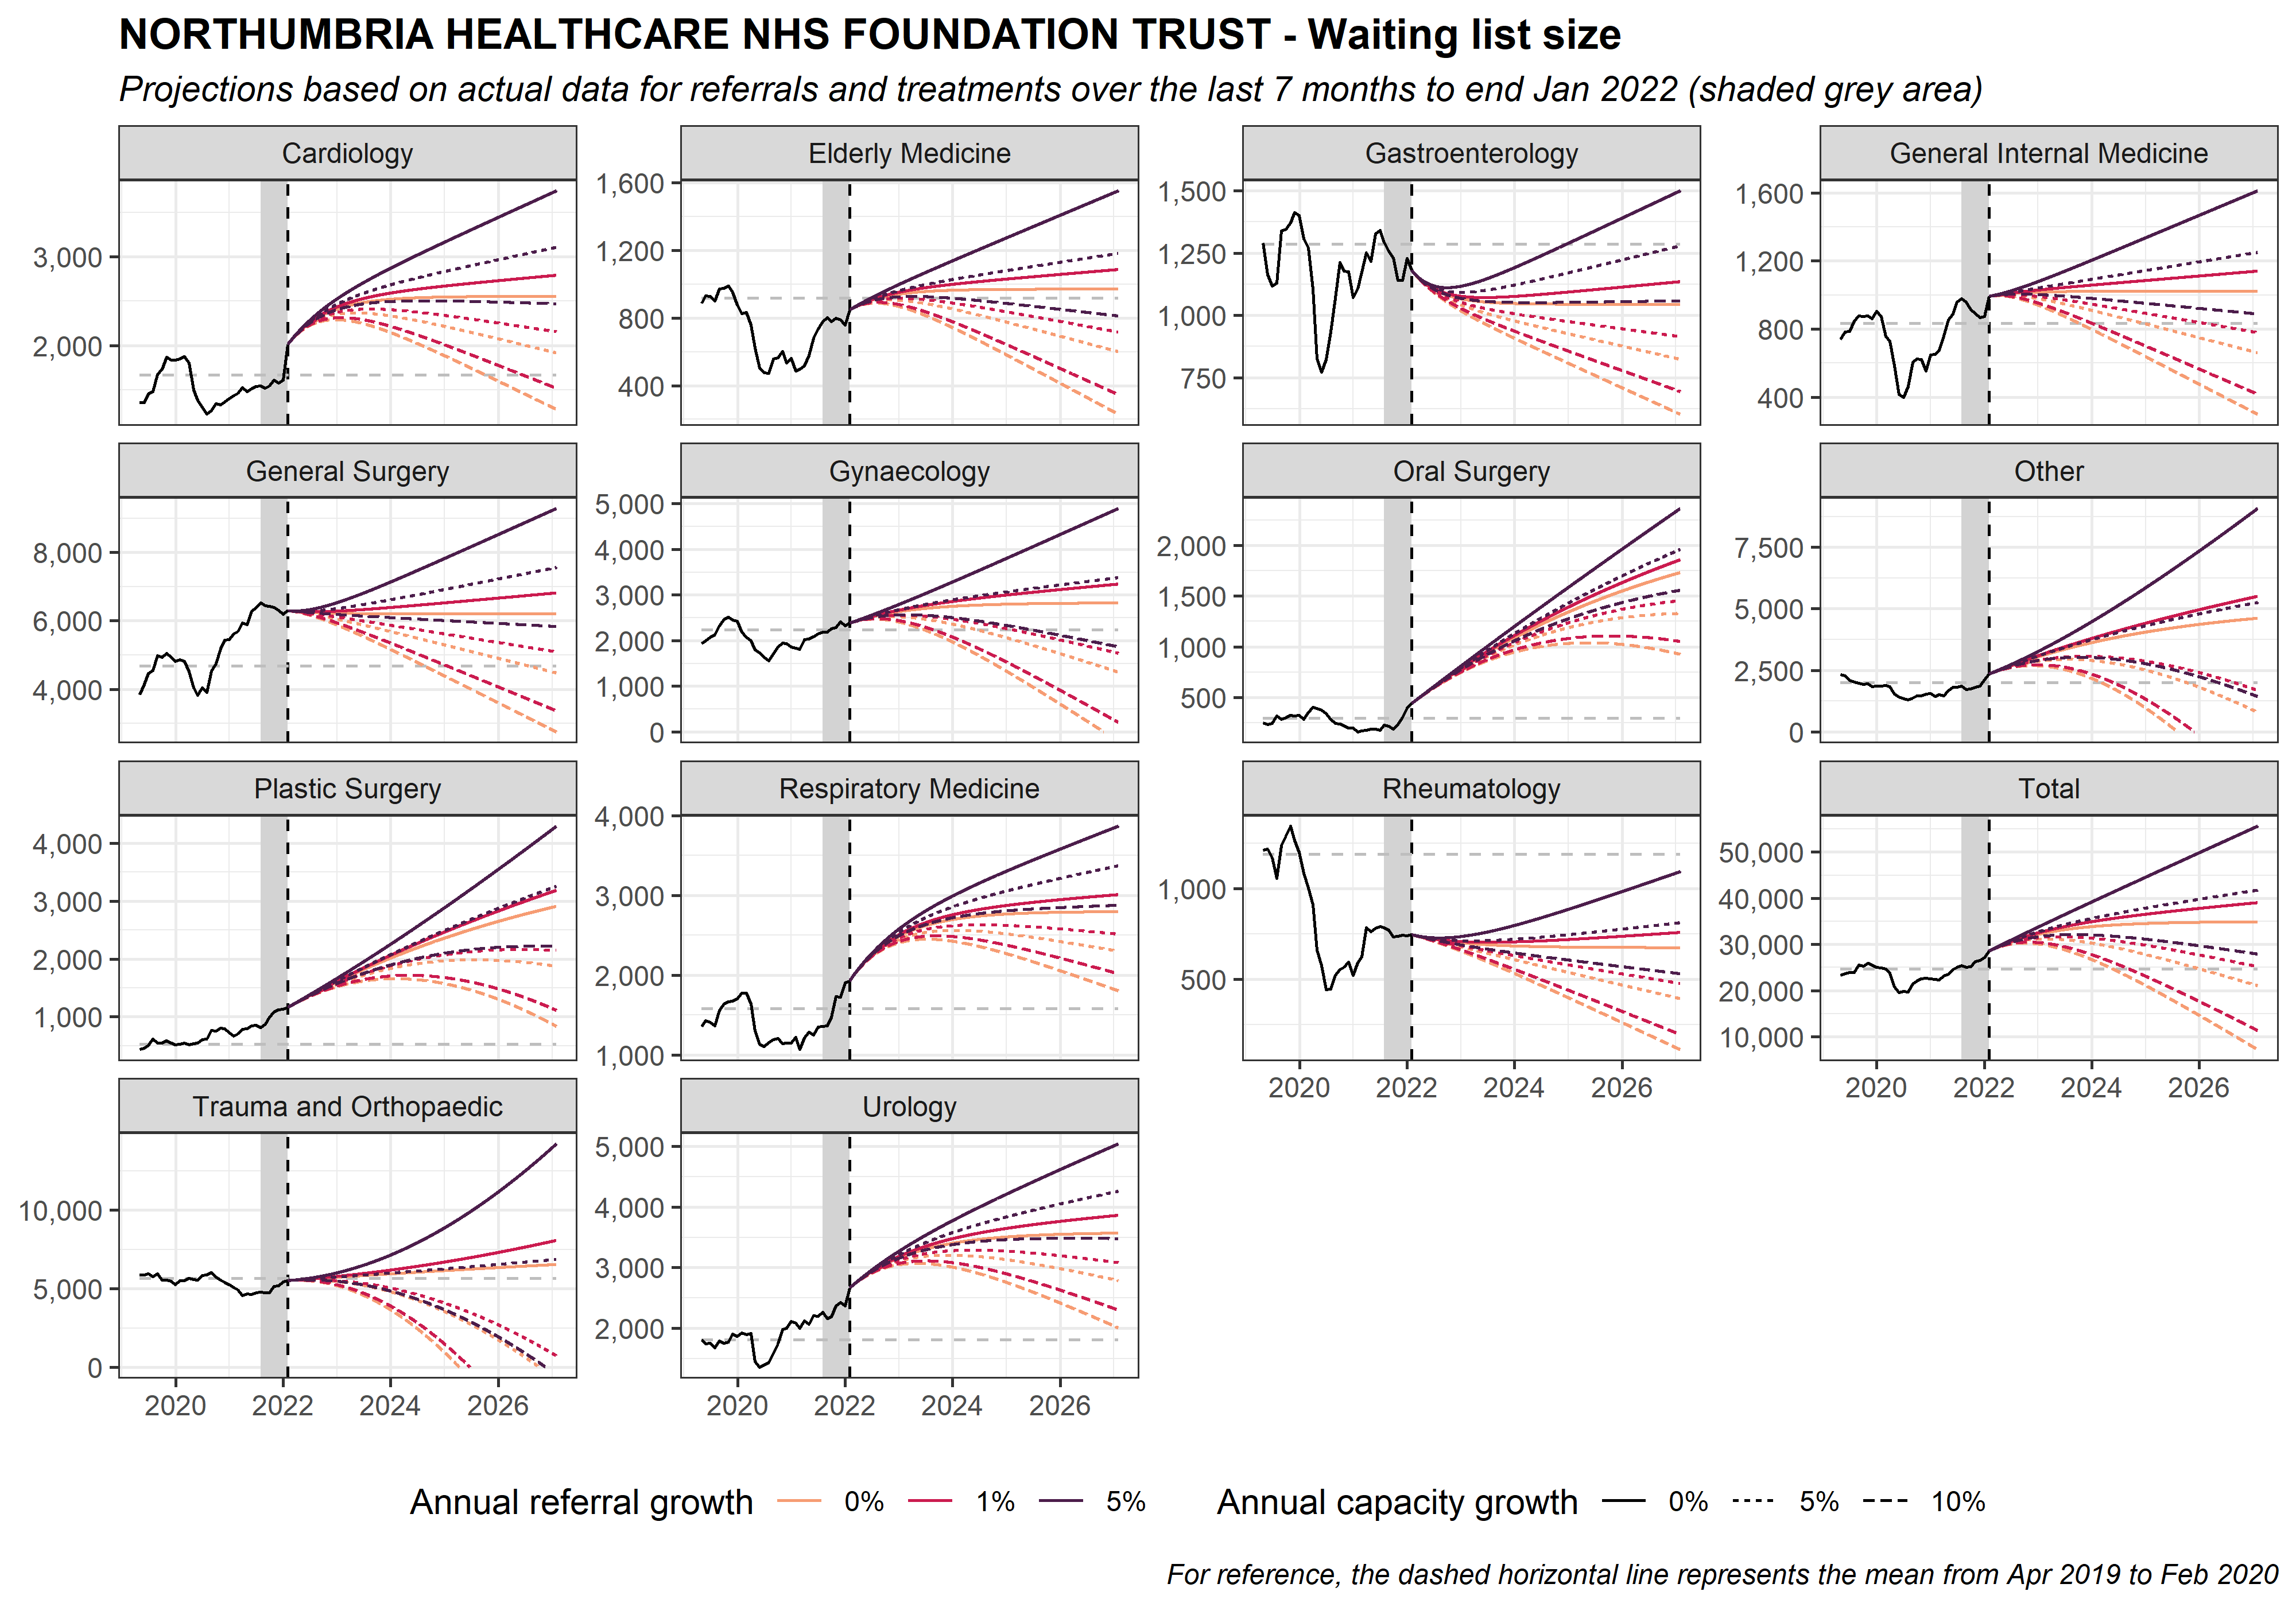 NORTHUMBRIA HEALTHCARE NHS FOUNDATION TRUST - Waiting list size
Projections based on actual data for referrals and treatments over the last 7 months to end Jan 2022 (shaded grey area)
Cardiology
3,000
2,000
Elderly Medicine
1,600
1,200
800
400
Gastroenterology
1,500
1,250
1,000
750
General Internal Medicine
1,600
1,200
800
400
General Surgery
8,000
6,000
4,000
Gynaecology
5,000
4,000
3,000
2,000
1,000
0
Oral Surgery
2,000
1,500
1,000
500
Other
7,500
5,000
2,500
0
Plastic Surgery
4,000
3,000
2,000
1,000
Respiratory Medicine
4,000
3,000
2,000
1,000
Rheumatology
1,000
500
2020 2022 2024 2026
Total
50,000
40,000
30,000
20,000
10,000
2020 2022 2024 2026
Trauma and Orthopaedic
10,000
5,000
0
2020 2022 2024 2026
Urology
5,000
4,000
3,000
2,000
2020 2022 2024 2026
Annual referral growth 0% 1% 5% Annual capacity growth 0% 5% 10%
For reference, the dashed horizontal line represents the mean from Apr 2019 to Feb 2020